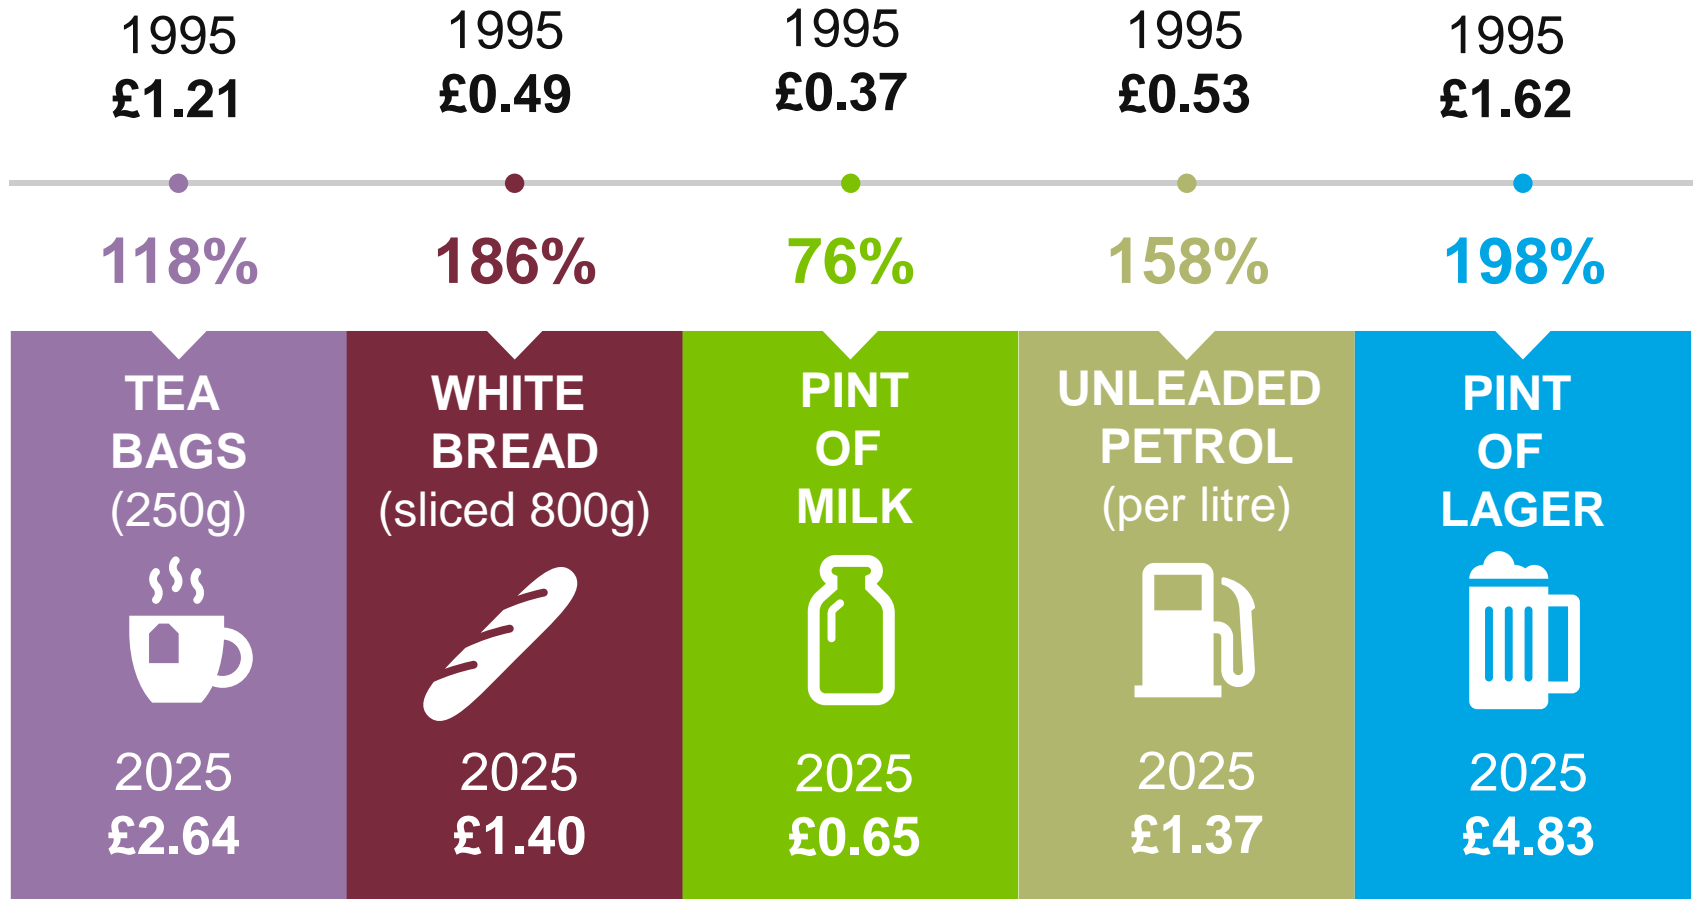 1995
£1.21
118%
TEA
BAGS
(250g)
2025
£2.64
1995
£0.49
186%
WHITE
BREAD
(sliced 800g)
2025
£1.40
1995
£0.37
76%
PINT
OF
MILK
2025
£0.65
1995
£0.53
158%
UNLEADED
PETROL
(per litre)
2025
£1.37
1995
£1.62
198%
PINT
OF
LAGER
2025
£4.83